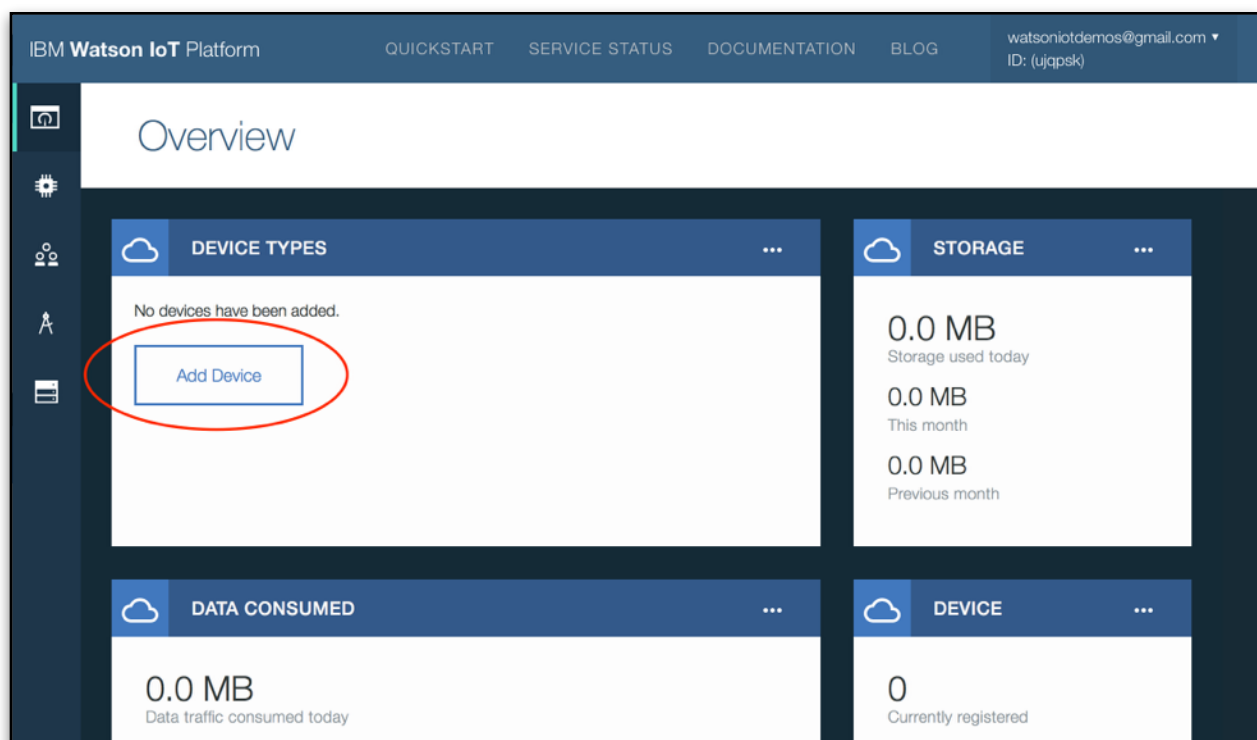 IBM Watson IoT Platform
QUICKSTART
SERVICE STATUS
DOCUMENTATION
BLOG
watsoniotdemos@gmail.com ▾
ID: (ujqpsk)
Overview
DEVICE TYPES
No devices have been added.
Add Device
STORAGE
0.0 MB
Storage used today
0.0 MB
This month
0.0 MB
Previous month
DATA CONSUMED
0.0 MB
Data traffic consumed today
DEVICE
0
Currently registered